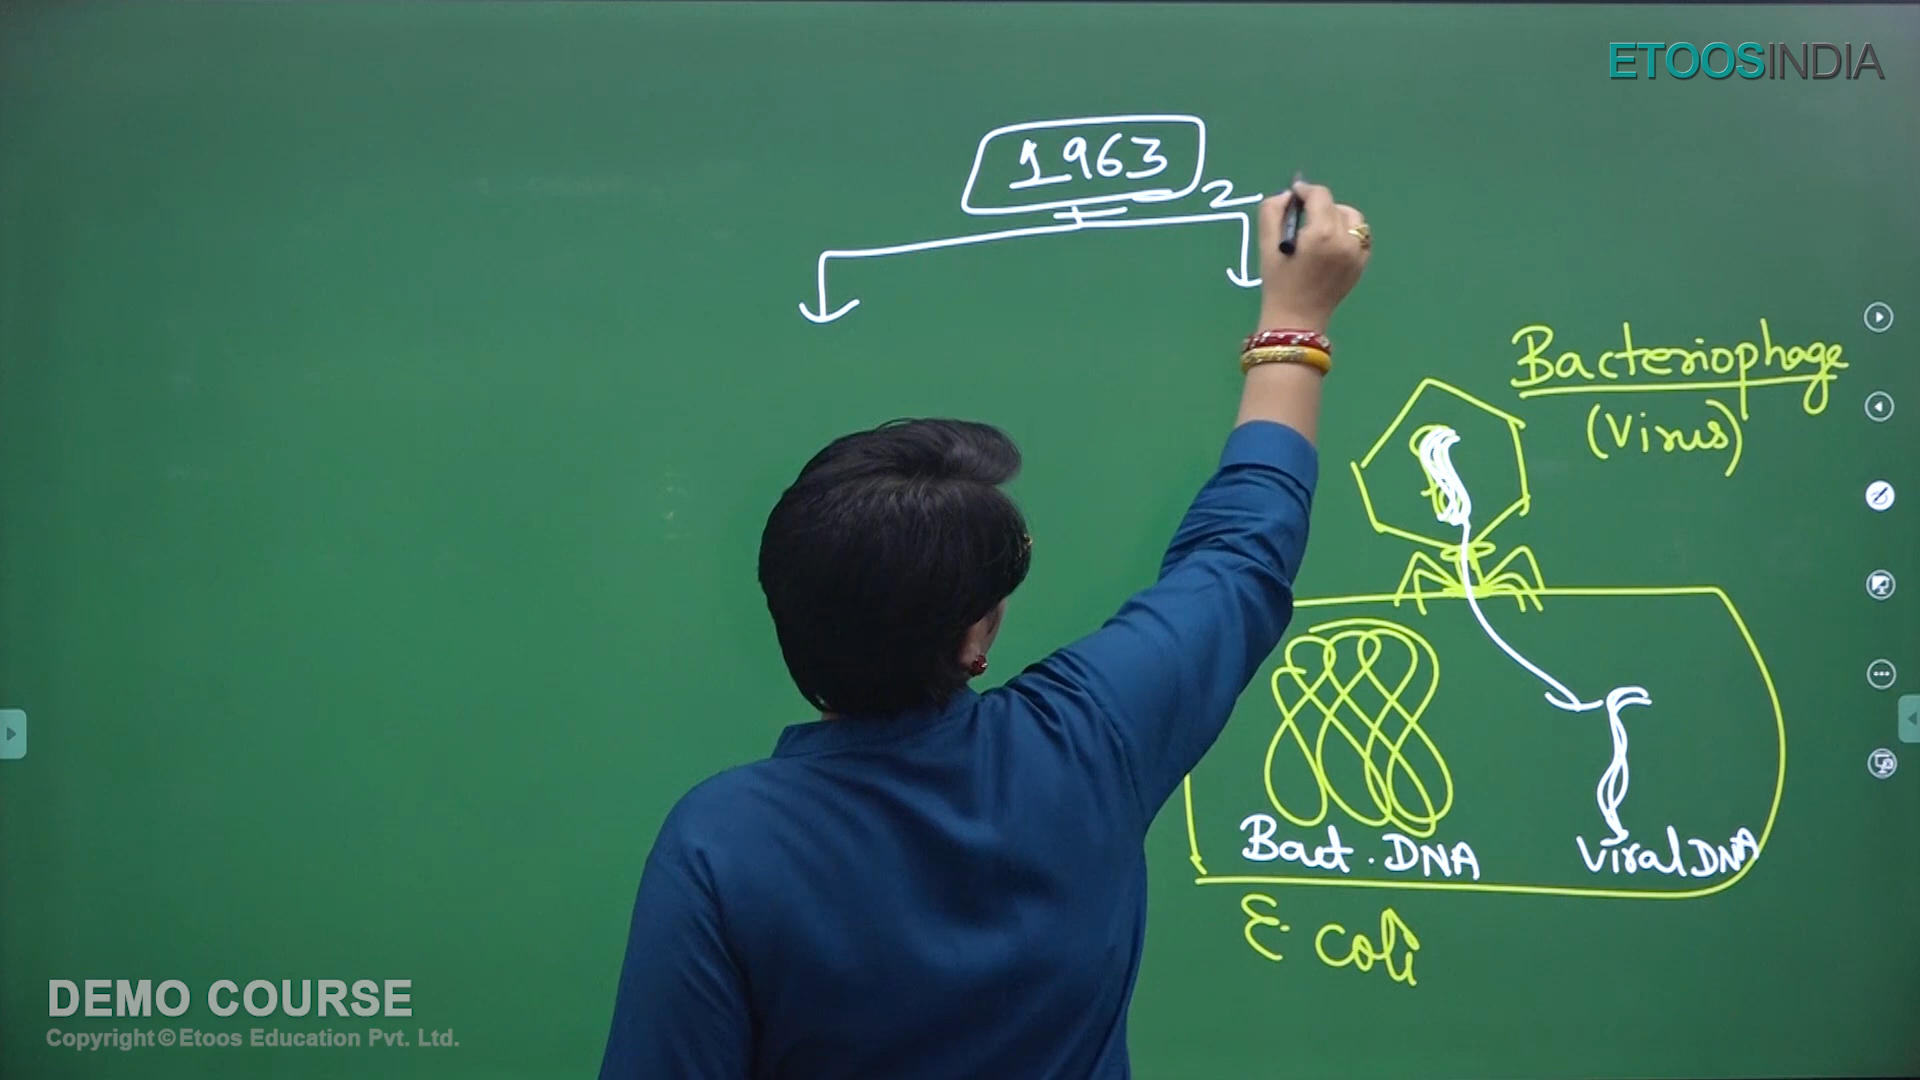 ETOOSINDIA
1963
2
Bacteriophage
(Virus)
Bact. DNA
Viral DNA
E. coli
DEMO COURSE
Copyright © Etoos Education Pvt. Ltd.